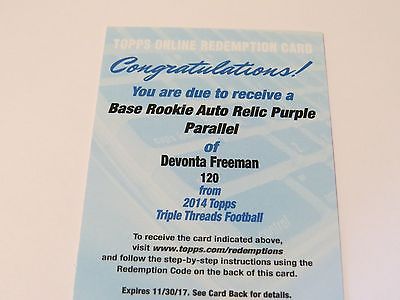 TOPPS ONLINE REDEMPTION CARD
Congratulations!
You are due to receive a
Base Rookie Auto Relic Purple
Parallel
of
Devonta Freeman
120
from
2014 Topps
Triple Threads Football
To receive the card indicated above,
visit www.topps.com/redemptions
and follow the step-by-step instructions using the
Redemption Code on the back of this card.
Expires 11/30/17. See Card Back for details.